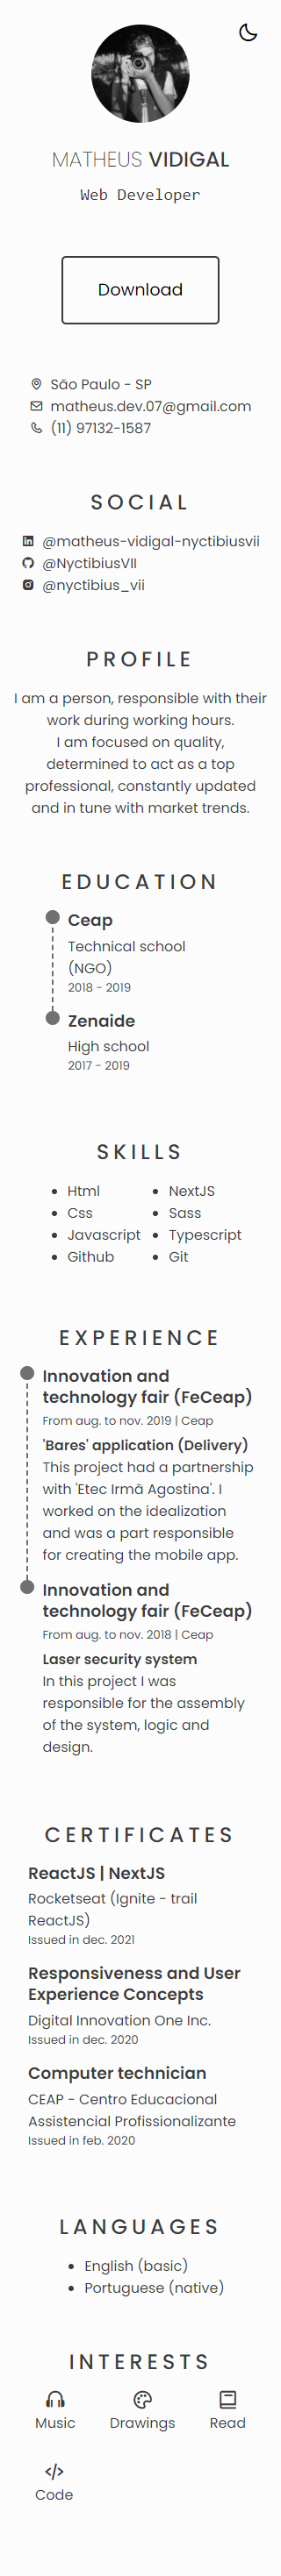 MATHEUS VIDIGAL
Web Developer
Download
São Paulo - SP
matheus.dev.07@gmail.com
(11) 97132-1587
SOCIAL
@matheus-vidigal-nyctibiusvii
@NyctibiusVII
@nyctibius_vii
PROFILE
I am a person, responsible with their
work during working hours.
I am focused on quality,
determined to act as a top
professional, constantly updated
and in tune with market trends.
EDUCATION
Ceap
Technical school
(NGO)
2018 - 2019
Zenaide
High school
2017 - 2019
SKILLS
Html
Css
Javascript
Github
NextJS
Sass
Typescript
Git
EXPERIENCE
Innovation and
technology fair (FeCeap)
From aug. to nov. 2019 | Ceap
'Bares' application (Delivery)
This project had a partnership
with 'Etec Irmã Agostina'. I
worked on the idealization
and was a part responsible
for creating the mobile app.
Innovation and
technology fair (FeCeap)
From aug. to nov. 2018 | Ceap
Laser security system
In this project I was
responsible for the assembly
of the system, logic and
design.
CERTIFICATES
ReactJS | NextJS
Rocketseat (Ignite - trail
ReactJS)
Issued in dec. 2021
Responsiveness and User
Experience Concepts
Digital Innovation One Inc.
Issued in dec. 2020
Computer technician
CEAP - Centro Educacional
Assistencial Profissionalizante
Issued in feb. 2020
LANGUAGES
English (basic)
Portuguese (native)
INTERESTS
Music
Drawings
Read
Code